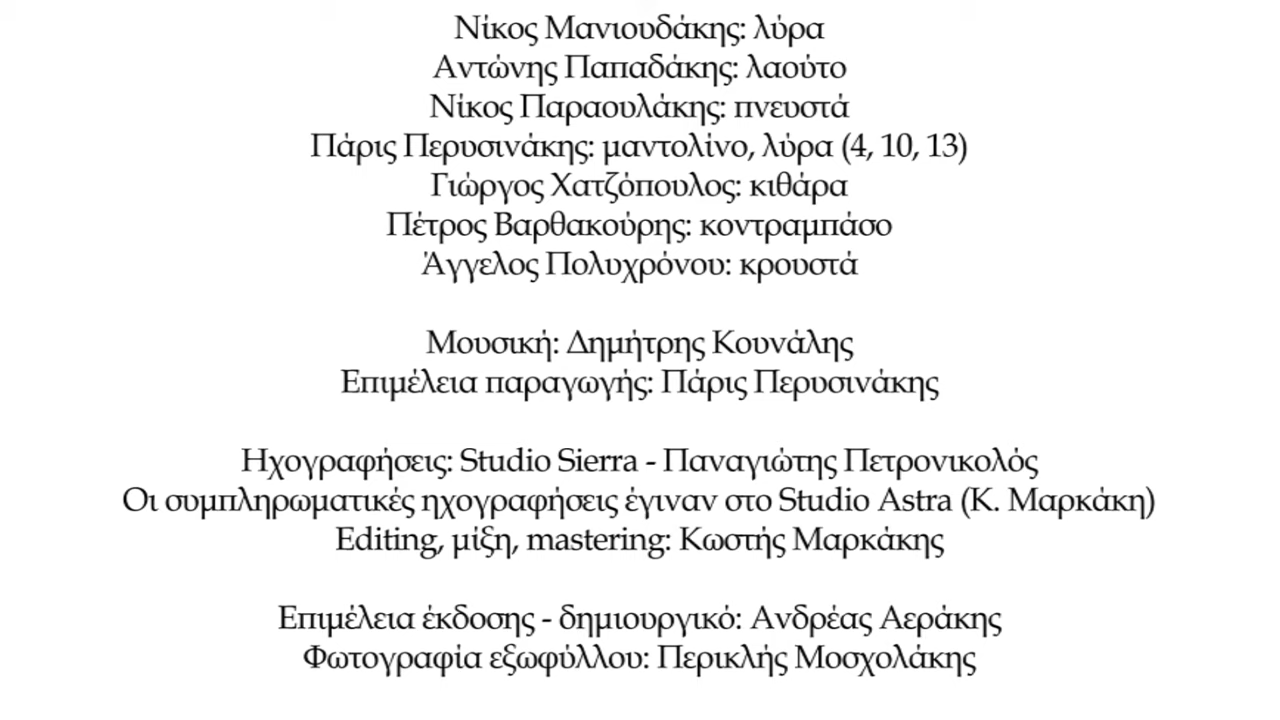 Νίκος Μανιουδάκης: λύρα
Αντώνης Παπαδάκης: λαούτο
Νίκος Παραουλάκης: πνευστά
Πάρις Περυσινάκης: μαντολίνο, λύρα (4, 10, 13)
Γιώργος Χατζόπουλος: κιθάρα
Πέτρος Βαρθακούρης: κοντραμπάσο
Άγγελος Πολυχρόνου: κρουστά
Μουσική: Δημήτρης Κουνάλης
Επιμέλεια παραγωγής: Πάρις Περυσινάκης
Ηχογραφήσεις: Studio Sierra - Παναγιώτης Πετρονικολός
Οι συμπληρωματικές ηχογραφήσεις έγιναν στο Studio Astra (Κ. Μαρκάκη)
Editing, μίξη, mastering: Κωστής Μαρκάκης
Επιμέλεια έκδοσης - δημιουργικό: Ανδρέας Αεράκης
Φωτογραφία εξωφύλλου: Περικλής Μοσχολάκης